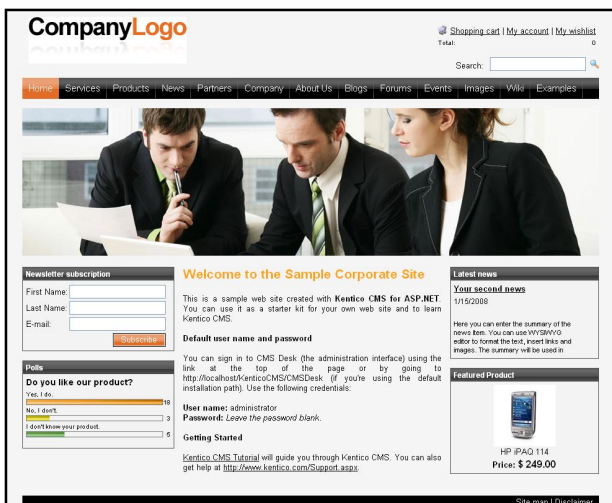 CompanyLogo
Shopping cart | My account | My wishlist
Total: 0
Search:
Home Services Products News Partners Company About Us Blogs Forums Events Images Wiki Examples
Newsletter subscription
First Name:
Last Name:
E-mail:
Subscribe
Polls
Do you like our product?
Yes, I do.
18
No, I don't.
3
I don't know your product.
5
Welcome to the Sample Corporate Site
This is a sample web site created with Kentico CMS for ASP.NET.
You can use it as a starter kit for your own web site and to learn
Kentico CMS.
Default user name and password
You can sign in to CMS Desk (the administration interface) using the
link at the top of the page or by going to
http://localhost/KenticoCMS/CMSDesk (if you're using the default
installation path). Use the following credentials:
User name: administrator
Password: Leave the password blank.
Getting Started
Kentico CMS Tutorial will guide you through Kentico CMS. You can also
get help at http://www.kentico.com/Support.aspx.
Latest news
Your second news
1/15/2008
Here you can enter the summary of the
news item. You can use WYSIWYG
editor to format the text, insert links and
images. The summary will be used in
Featured Product
HP iPAQ 114
Price: $ 249.00
Site map | Disclaimer